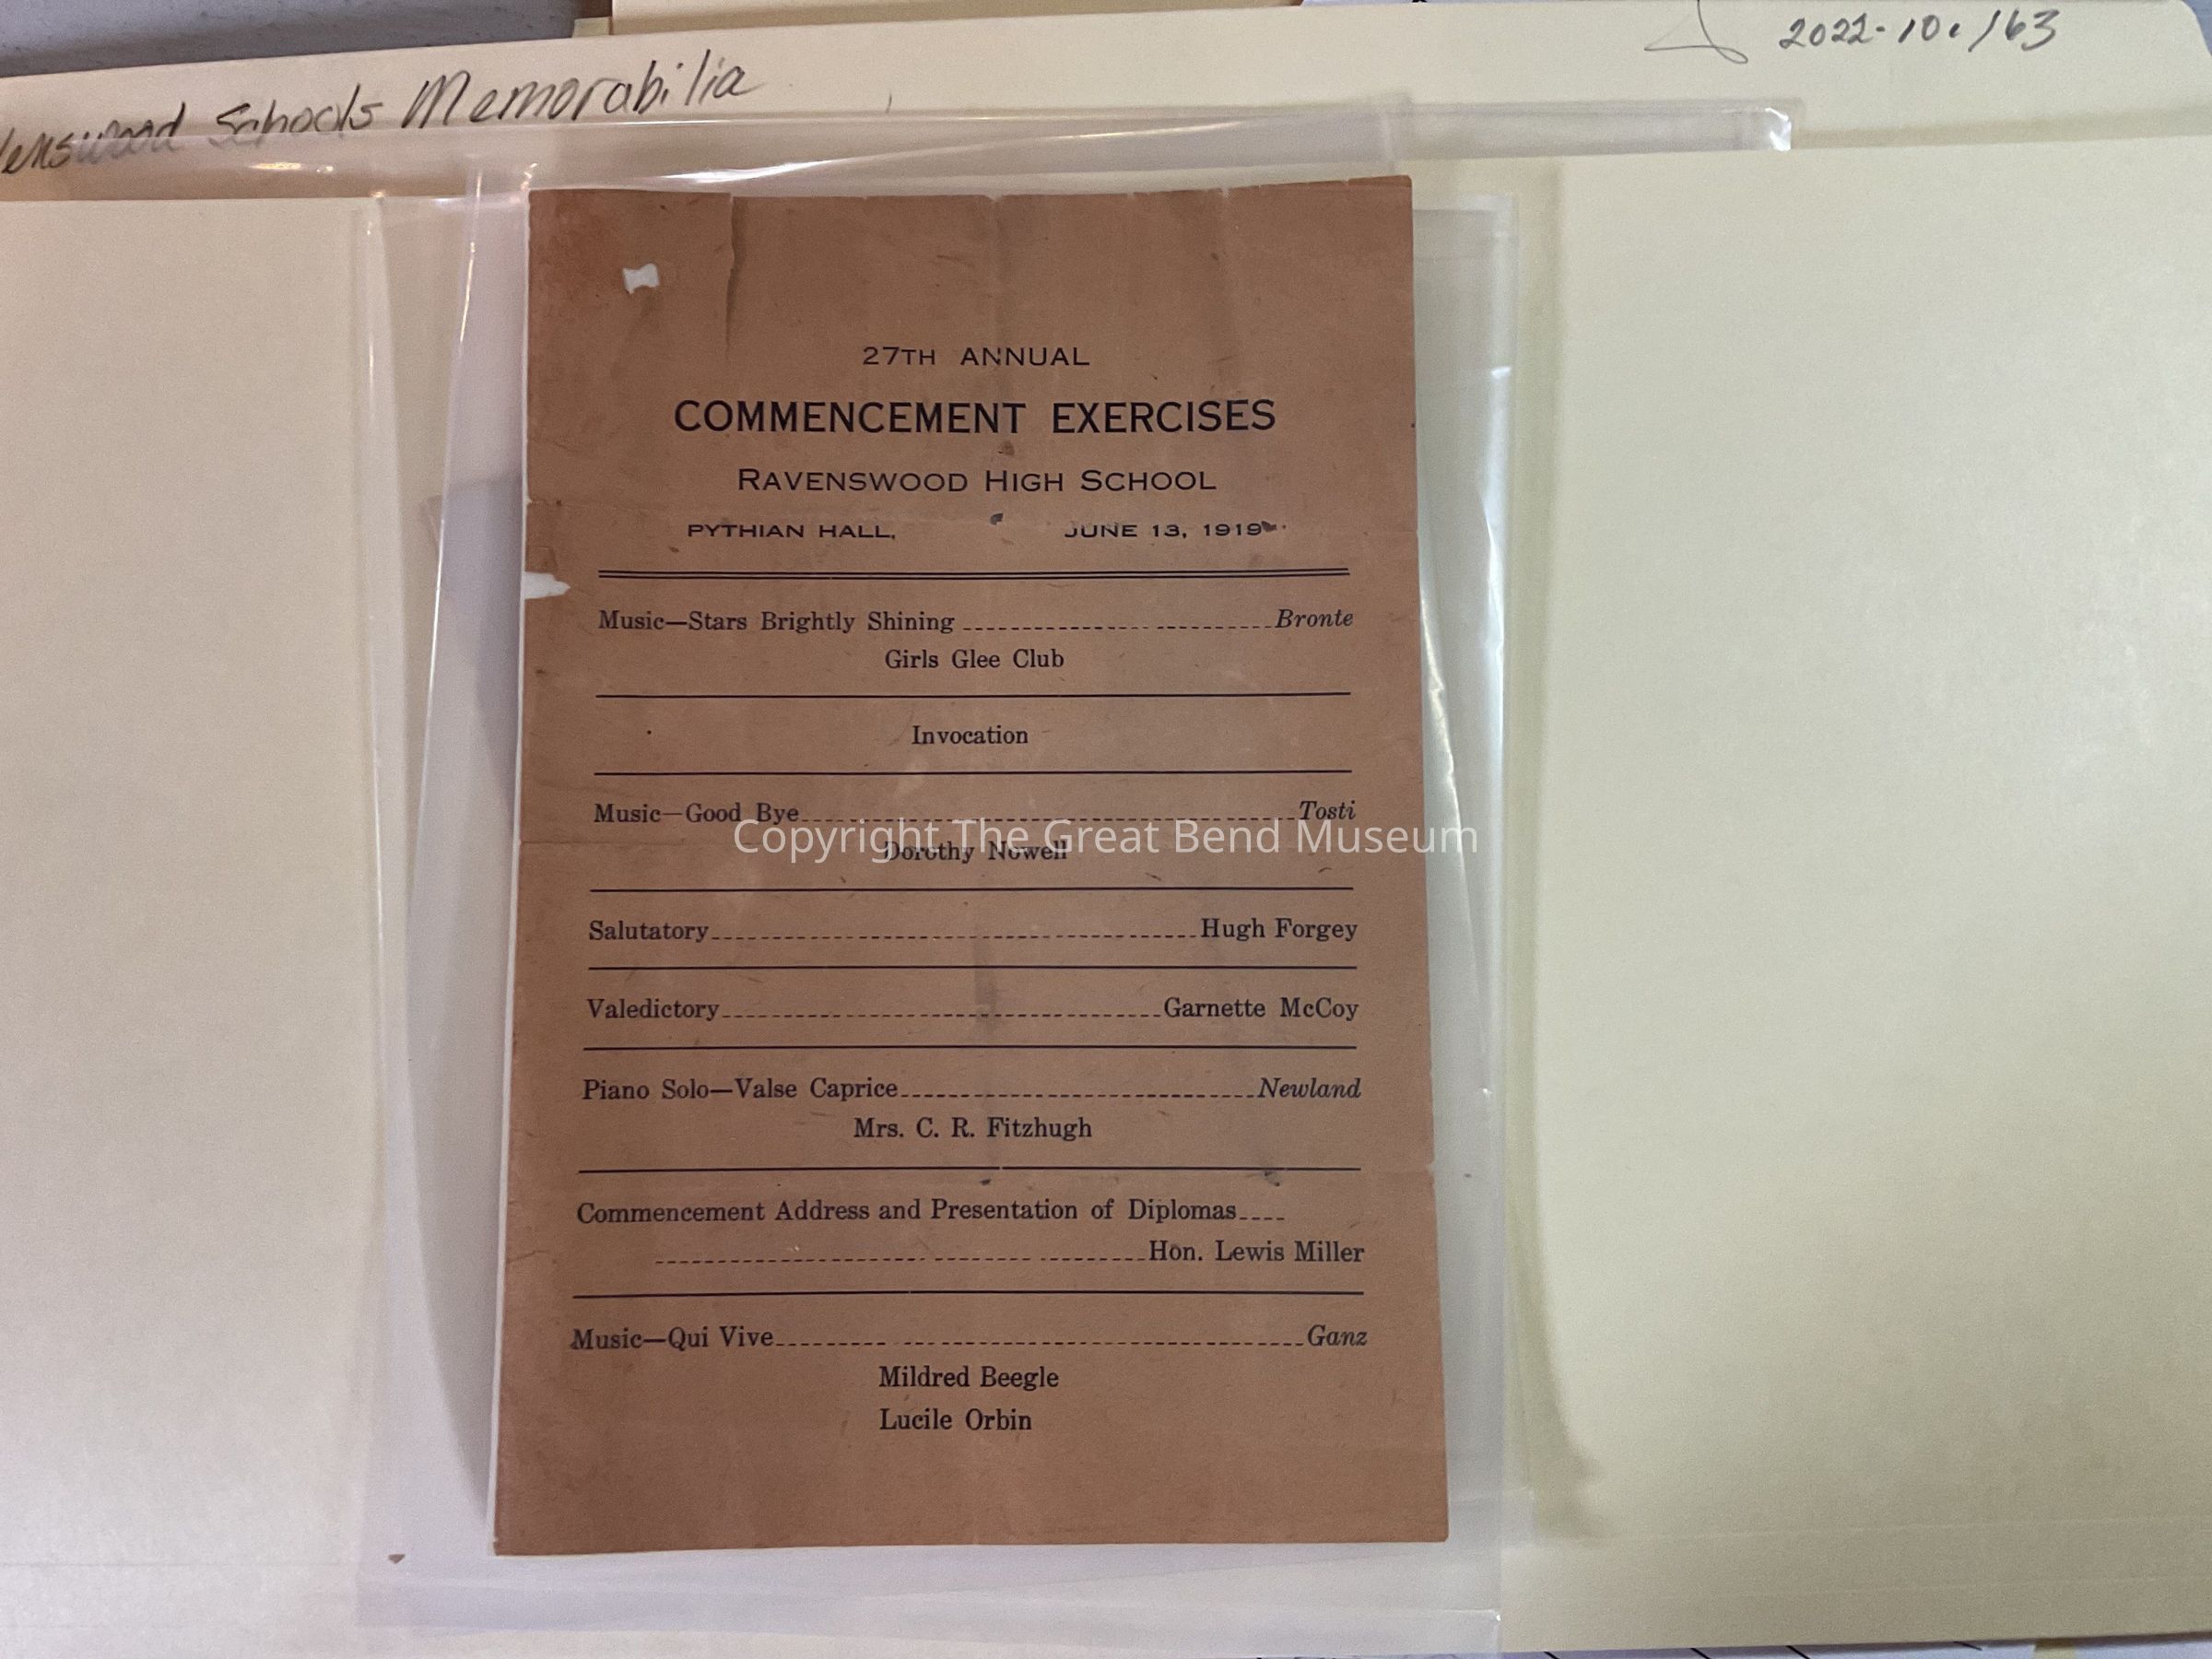 Schools Memorabilia
2022-10.163
27TH ANNUAL
COMMENCEMENT EXERCISES
RAVENSWOOD HIGH SCHOOL
PYTHIAN HALL, JUNE 13, 1919
Music—Stars Brightly Shining Bronte
Girls Glee Club
Invocation
Music—Good Bye Tosti
Copyright The Great Bend Museum
Dorothy Nowell
Salutatory Hugh Forgey
Valedictory Garnette McCoy
Piano Solo—Valse Caprice Newland
Mrs. C. R. Fitzhugh
Commencement Address and Presentation of Diplomas
Hon. Lewis Miller
Music—Qui Vive Ganz
Mildred Beegle
Lucile Orbin